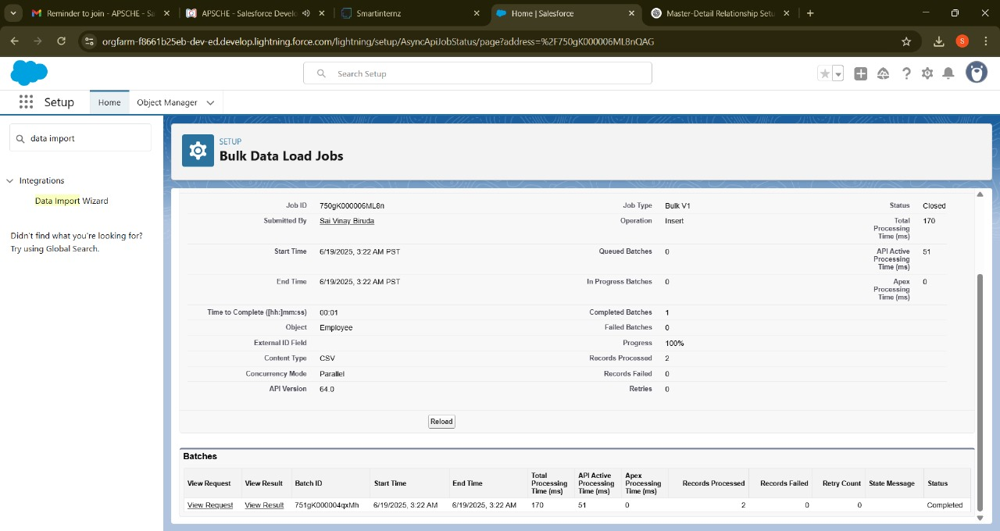 Reminder to join - APSCHE - Sa
APSCHE - Salesforce Develo
Smartinternz
Home | Salesforce
Master-Detail Relationship Setu
orgfarm-f8661b25eb-dev-ed.develop.lightning.force.com/lightning/setup/AsyncApiJobStatus/page?address=%2F750gK000006ML8nQAG
S
Search Setup
Setup
Home
Object Manager
data import
Integrations
Data Import Wizard
Didn't find what you're looking for?
Try using Global Search.
SETUP
Bulk Data Load Jobs
Job ID 750gK000006ML8n Job Type Bulk V1 Status Closed
Submitted By Sai Vinay Biruda Operation Insert Total Processing Time (ms) 170
Start Time 6/19/2025, 3:22 AM PST Queued Batches 0 API Active Processing Time (ms) 51
End Time 6/19/2025, 3:22 AM PST In Progress Batches 0 Apex Processing Time (ms) 0
Time to Complete ([hh:]mm:ss) 00:01 Completed Batches 1
Object Employee Failed Batches 0
External ID Field Progress 100%
Content Type CSV Records Processed 2
Concurrency Mode Parallel Records Failed 0
API Version 64.0 Retries 0
Reload
Batches
View Request View Result Batch ID Start Time End Time Total Processing Time (ms) API Active Processing Time (ms) Apex Processing Time (ms) Records Processed Records Failed Retry Count State Message Status
View Request View Result 751gK000004qxMh 6/19/2025, 3:22 AM 6/19/2025, 3:22 AM 170 51 0 2 0 0 Completed